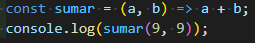 const sumar = (a, b) => a + b;
console.log(sumar(9, 9));